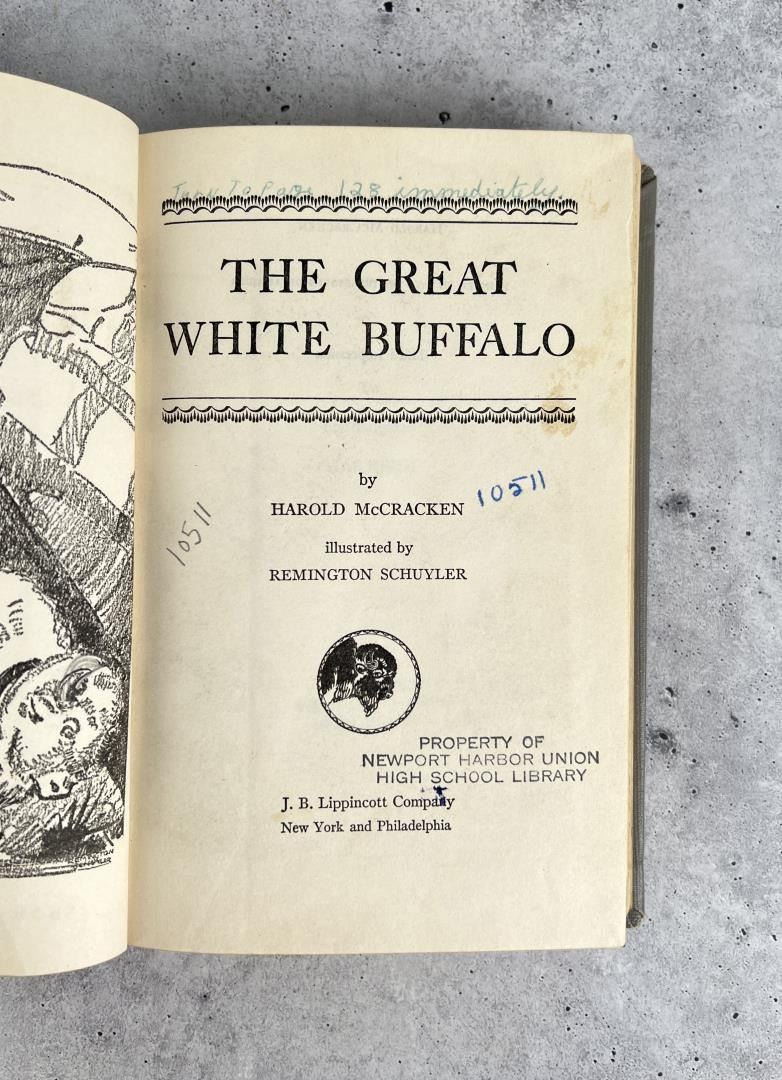 Turn To Page 128 immediately.
THE GREAT
WHITE BUFFALO
by
HAROLD McCRACKEN
10511
10511
illustrated by
REMINGTON SCHUYLER
PROPERTY OF
NEWPORT HARBOR UNION
HIGH SCHOOL LIBRARY
J. B. Lippincott Company
New York and Philadelphia